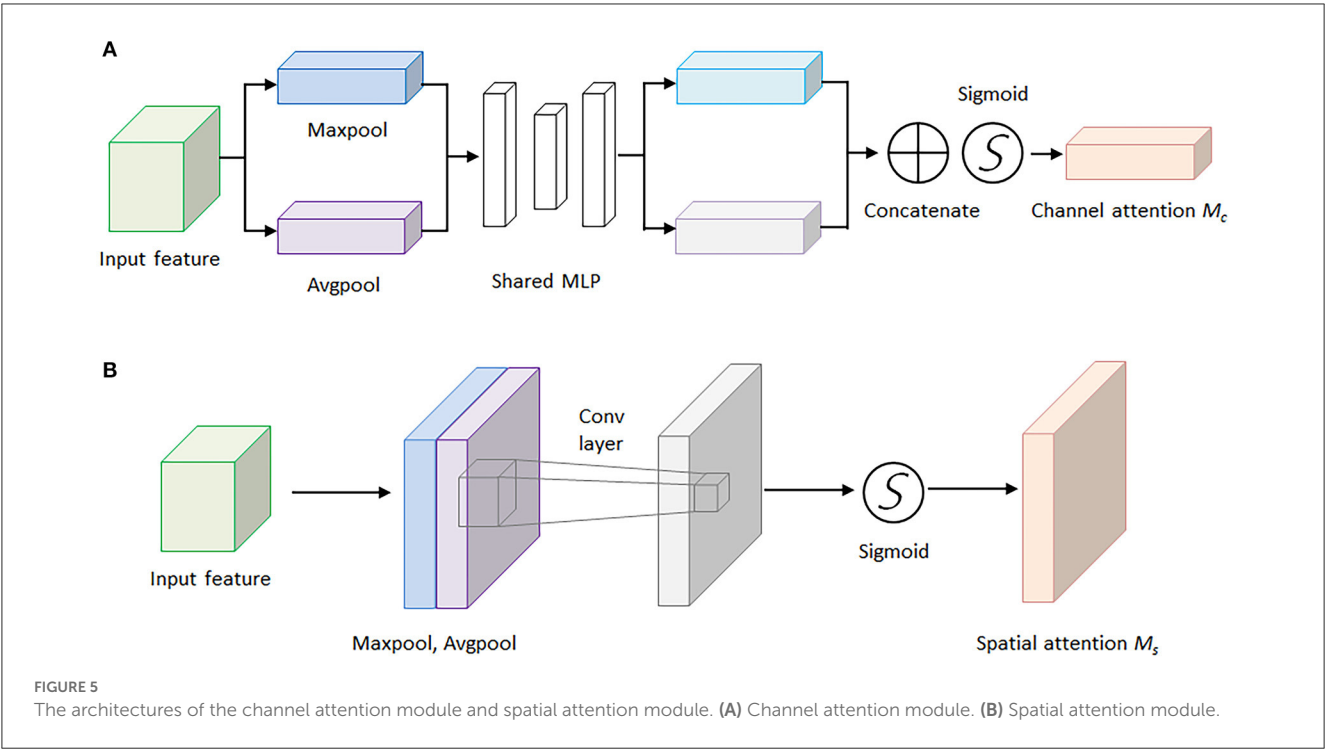 A
Maxpool
Sigmoid
S
Input feature
Avgpool
Shared MLP
Concatenate
Channel attention Mc
B
Conv
layer
S
Input feature
Sigmoid
Maxpool, Avgpool
Spatial attention Ms
FIGURE 5
The architectures of the channel attention module and spatial attention module. (A) Channel attention module. (B) Spatial attention module.